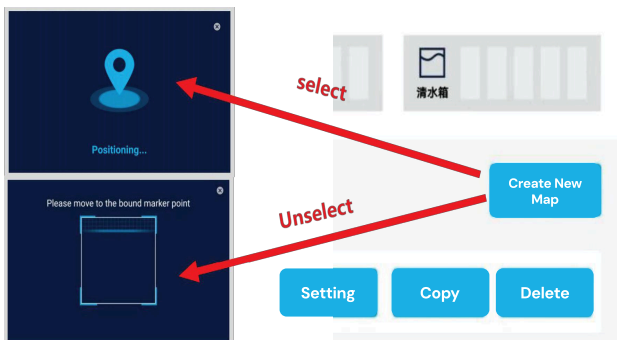 Positioning...
Please move to the bound marker point
select
Unselect
清水箱
Create New
Map
Setting
Copy
Delete